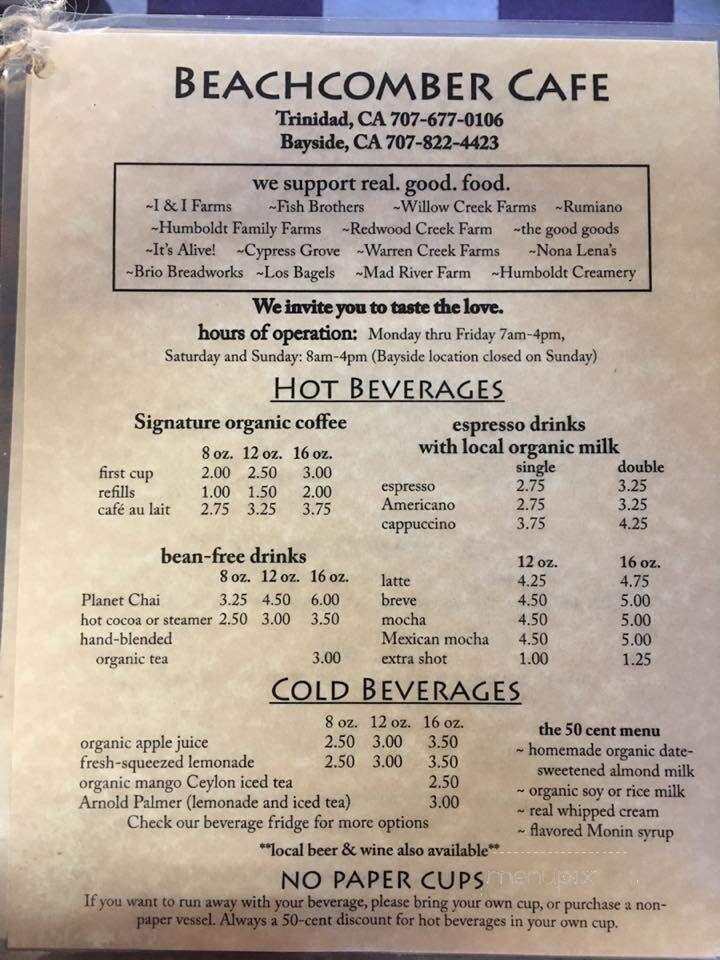 BEACHCOMBER CAFE
Trinidad, CA 707-677-0106
Bayside, CA 707-822-4423
we support real. good. food.
~I & I Farms ~Fish Brothers ~Willow Creek Farms ~Rumiano
~Humboldt Family Farms ~Redwood Creek Farm ~the good goods
~It's Alive! ~Cypress Grove ~Warren Creek Farms ~Nona Lena's
~Brio Breadworks ~Los Bagels ~Mad River Farm ~Humboldt Creamery
We invite you to taste the love.
hours of operation: Monday thru Friday 7am-4pm,
Saturday and Sunday: 8am-4pm (Bayside location closed on Sunday)
HOT BEVERAGES
Signature organic coffee
8 oz. 12 oz. 16 oz.
first cup 2.00 2.50 3.00
refills 1.00 1.50 2.00
café au lait 2.75 3.25 3.75
espresso drinks
with local organic milk
single double
espresso 2.75 3.25
Americano 2.75 3.25
cappuccino 3.75 4.25
bean-free drinks
8 oz. 12 oz. 16 oz.
Planet Chai 3.25 4.50 6.00
hot cocoa or steamer 2.50 3.00 3.50
hand-blended
organic tea 3.00
12 oz. 16 oz.
latte 4.25 4.75
breve 4.50 5.00
mocha 4.50 5.00
Mexican mocha 4.50 5.00
extra shot 1.00 1.25
COLD BEVERAGES
8 oz. 12 oz. 16 oz.
organic apple juice 2.50 3.00 3.50
fresh-squeezed lemonade 2.50 3.00 3.50
organic mango Ceylon iced tea 2.50
Arnold Palmer (lemonade and iced tea) 3.00
Check our beverage fridge for more options
the 50 cent menu
~ homemade organic date-
sweetened almond milk
~ organic soy or rice milk
~ real whipped cream
~ flavored Monin syrup
**local beer & wine also available**
menupix
NO PAPER CUPS
If you want to run away with your beverage, please bring your own cup, or purchase a non-
paper vessel. Always a 50-cent discount for hot beverages in your own cup.